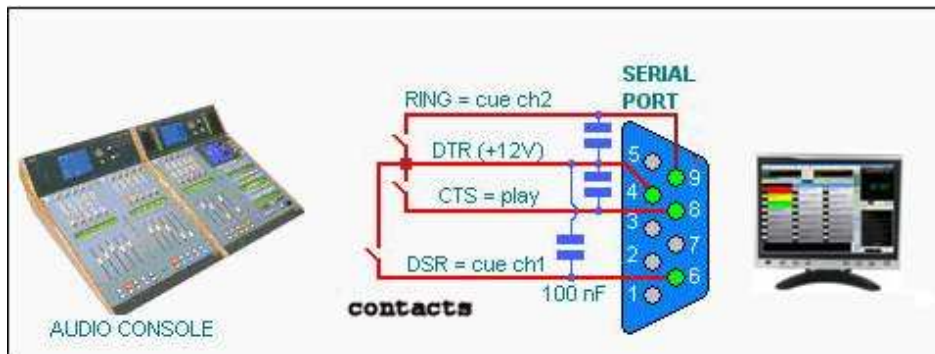 SERIAL
PORT
RING = cue ch2
DTR (+12V)
CTS = play
DSR = cue ch1
100 nF
contacts
AUDIO CONSOLE
5
9
4
8
3
7
2
6
1